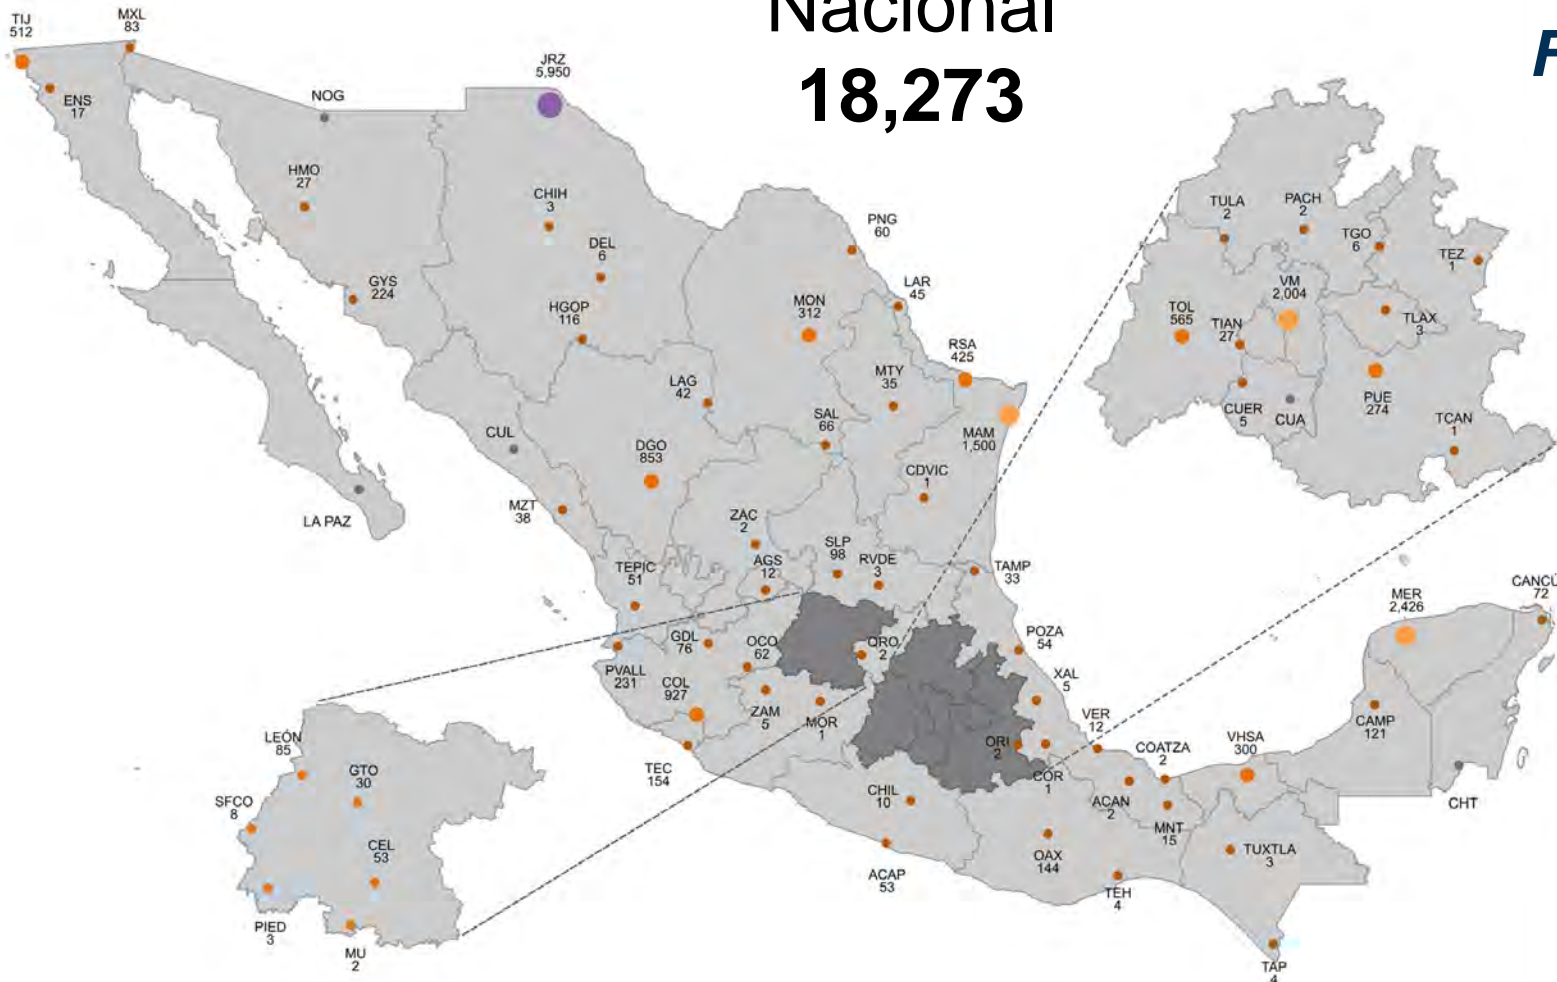 Nacional
18,273
F
TIJ
512
MXL
83
ENS
17
NOG
JRZ
5,950
HMO
27
CHIH
3
DEL
6
GYS
224
HGOP
116
PNG
60
LAR
45
MON
312
RSA
425
LAG
42
MTY
35
SAL
66
MAM
1,500
CUL
DGO
853
CDVIC
1
MZT
38
LA PAZ
ZAC
2
SLP
98
RVDE
3
AGS
12
TAMP
33
TEPIC
51
GDL
76
OCO
62
QRO
2
POZA
54
PVALL
231
COL
927
XAL
5
ZAM
5
MOR
1
VER
12
ORI
2
COATZA
2
VHSA
300
TEC
154
COR
1
CHIL
10
ACAN
2
MNT
15
OAX
144
TUXTLA
3
ACAP
53
TEH
4
TAP
4
MER
2,426
CANCÚ
72
CAMP
121
CHT
TULA
2
PACH
2
TGO
6
TEZ
1
VM
2,004
TOL
565
TIAN
27
TLAX
3
CUER
5
CUA
PUE
274
TCAN
1
LEÓN
85
GTO
30
SFCO
8
CEL
53
PIED
3
MU
2